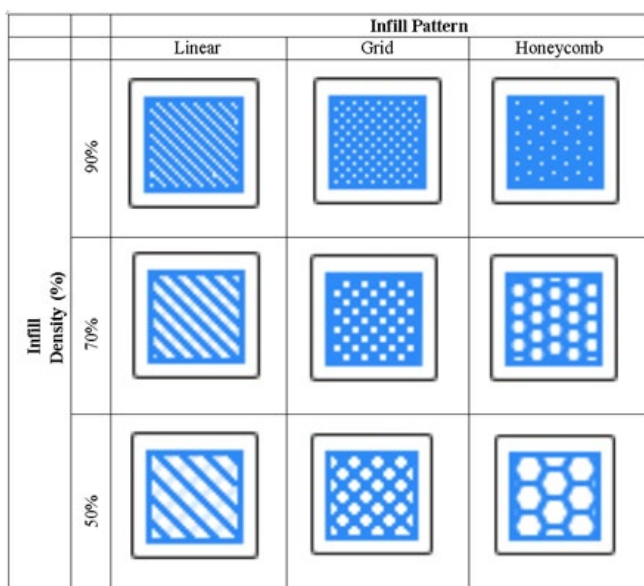 Infill Pattern
Linear Grid Honeycomb
Infill
Density (%)
90%
70%
50%